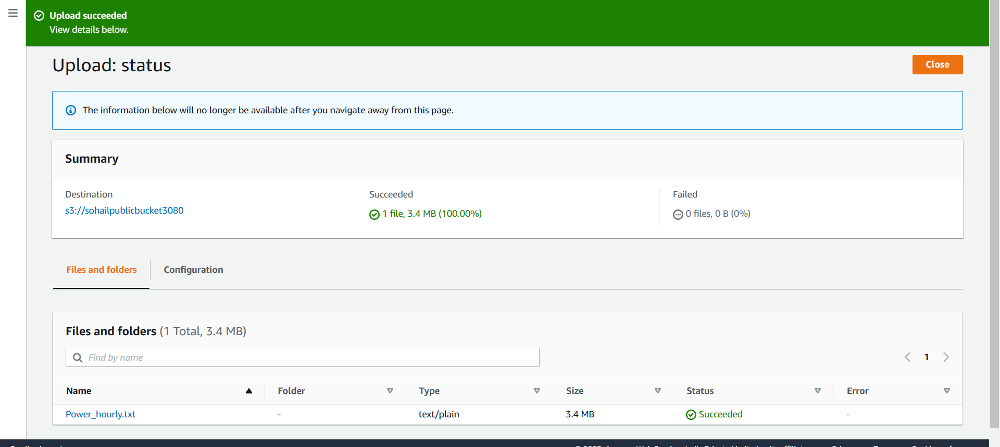 Upload succeeded
View details below.
Upload: status
Close
The information below will no longer be available after you navigate away from this page.
Summary
Destination
s3://sohailpublicbucket3080
Succeeded
1 file, 3.4 MB (100.00%)
Failed
0 files, 0 B (0%)
Files and folders
Configuration
Files and folders (1 Total, 3.4 MB)
Find by name
1
Name Folder Type Size Status Error
Power_hourly.txt - text/plain 3.4 MB Succeeded -